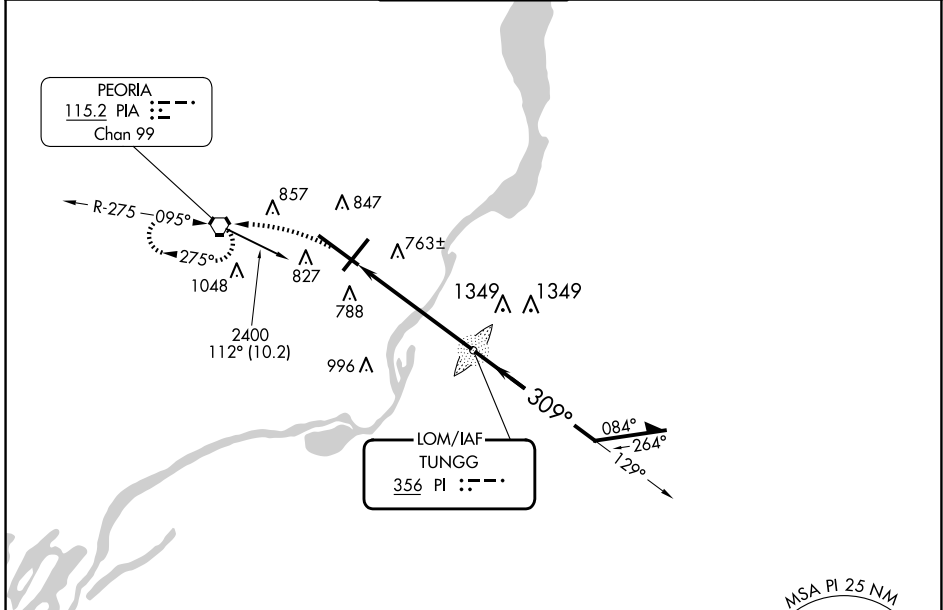 PEORIA
115.2 PIA
Chan 99
R-275
095°
275°
857
847
763±
827
1048
788
1349
1349
2400
112° (10.2)
996
309°
084°
264°
129°
LOM/IAF
TUNGG
356 PI
MSA PI 25 NM